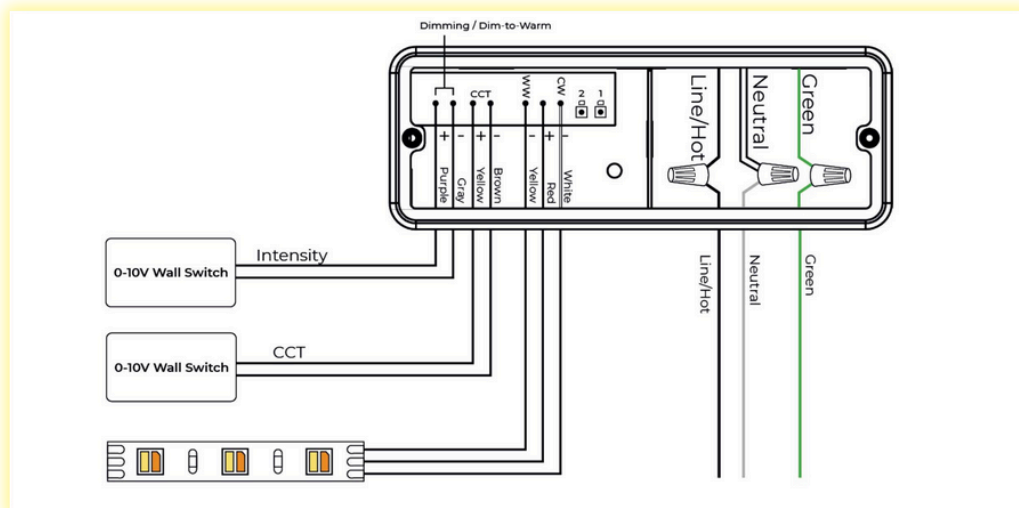 Dimming / Dim-to-Warm
CCT
WW
CW
2
1
+
-
+
-
-
+
-
Purple
Gray
Yellow
Brown
Yellow
Red
White
Line/Hot
Neutral
Green
0-10V Wall Switch
Intensity
Line/Hot
Neutral
Green
0-10V Wall Switch
CCT